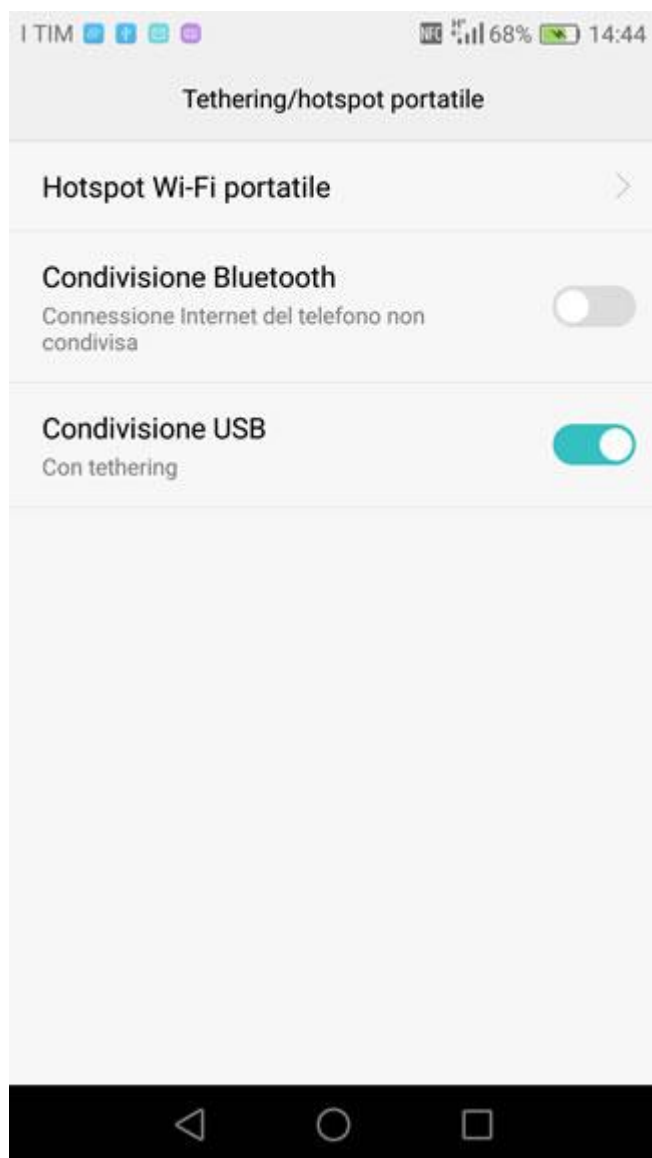 I TIM NFC H+ 68% 14:44
Tethering/hotspot portatile
Hotspot Wi-Fi portatile
Condivisione Bluetooth
Connessione Internet del telefono non
condivisa
Condivisione USB
Con tethering